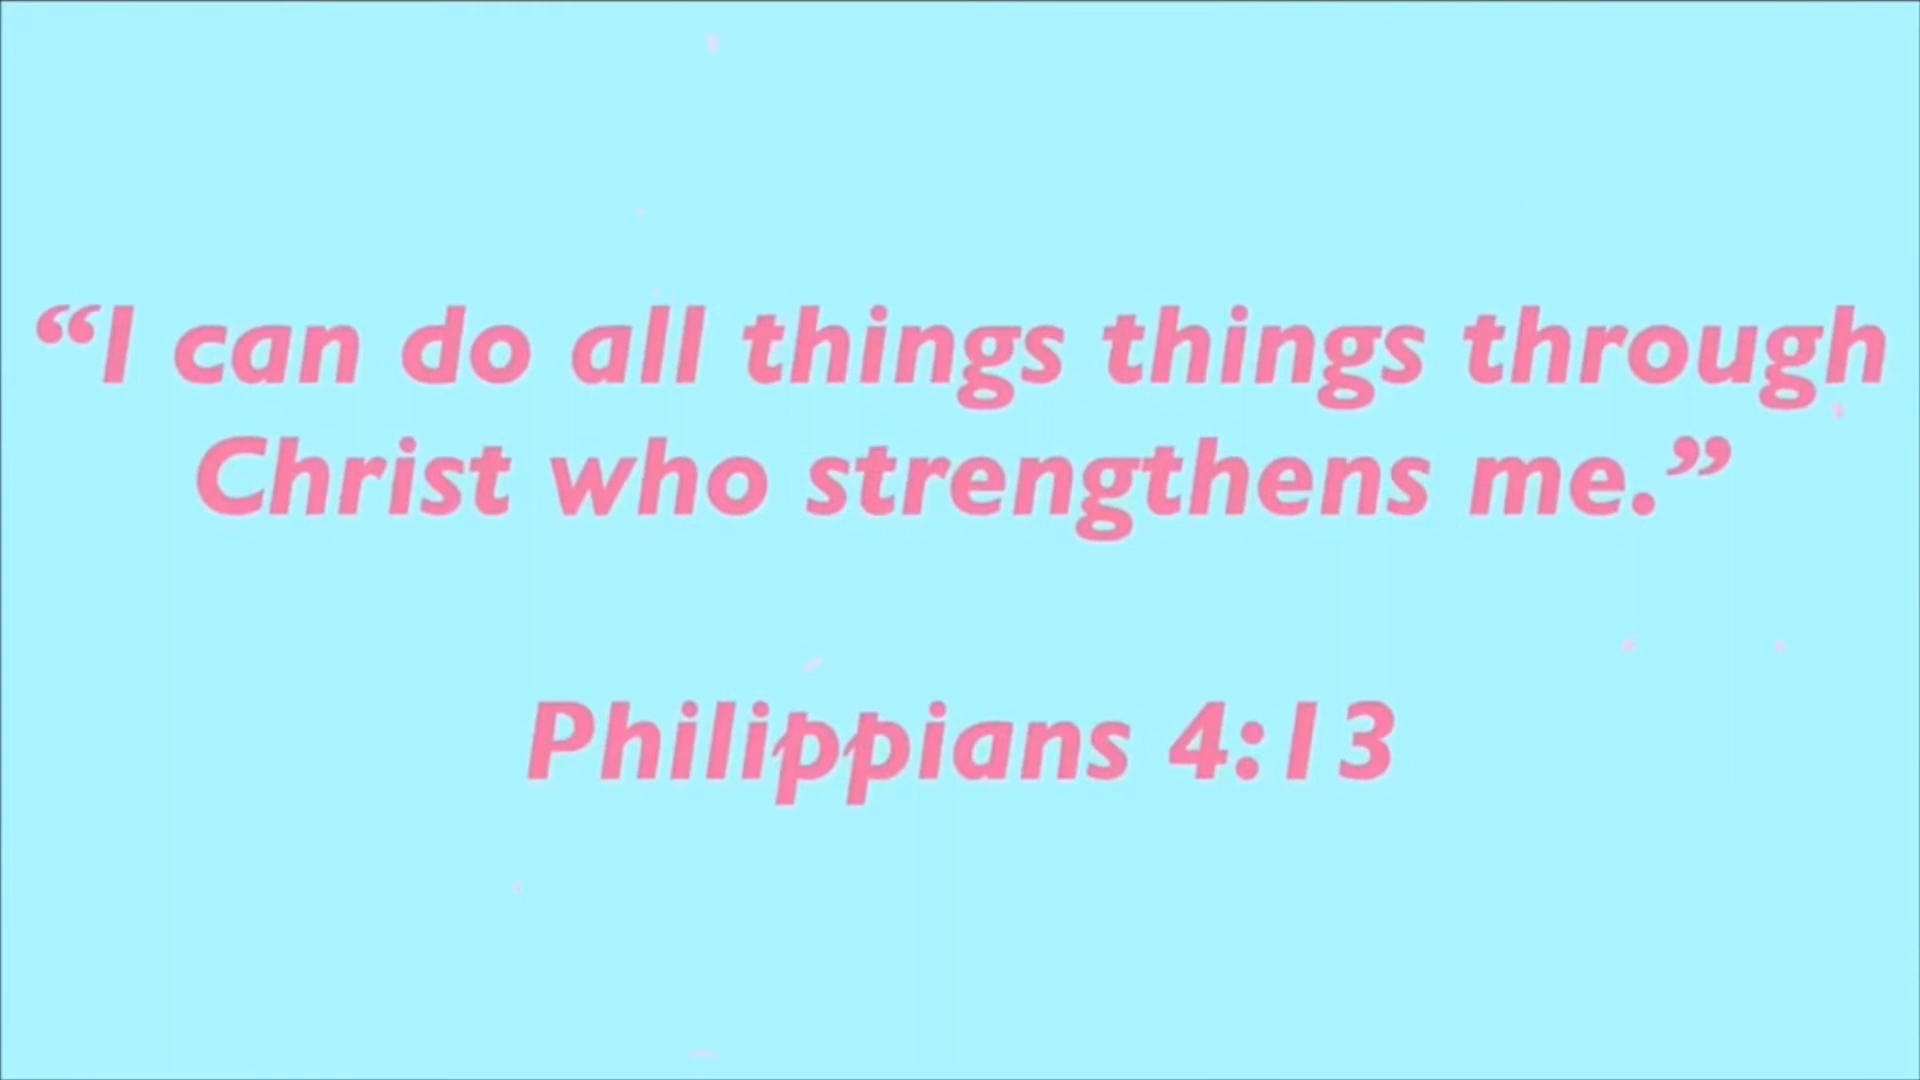 “I can do all things things through
Christ who strengthens me.”
Philippians 4:13